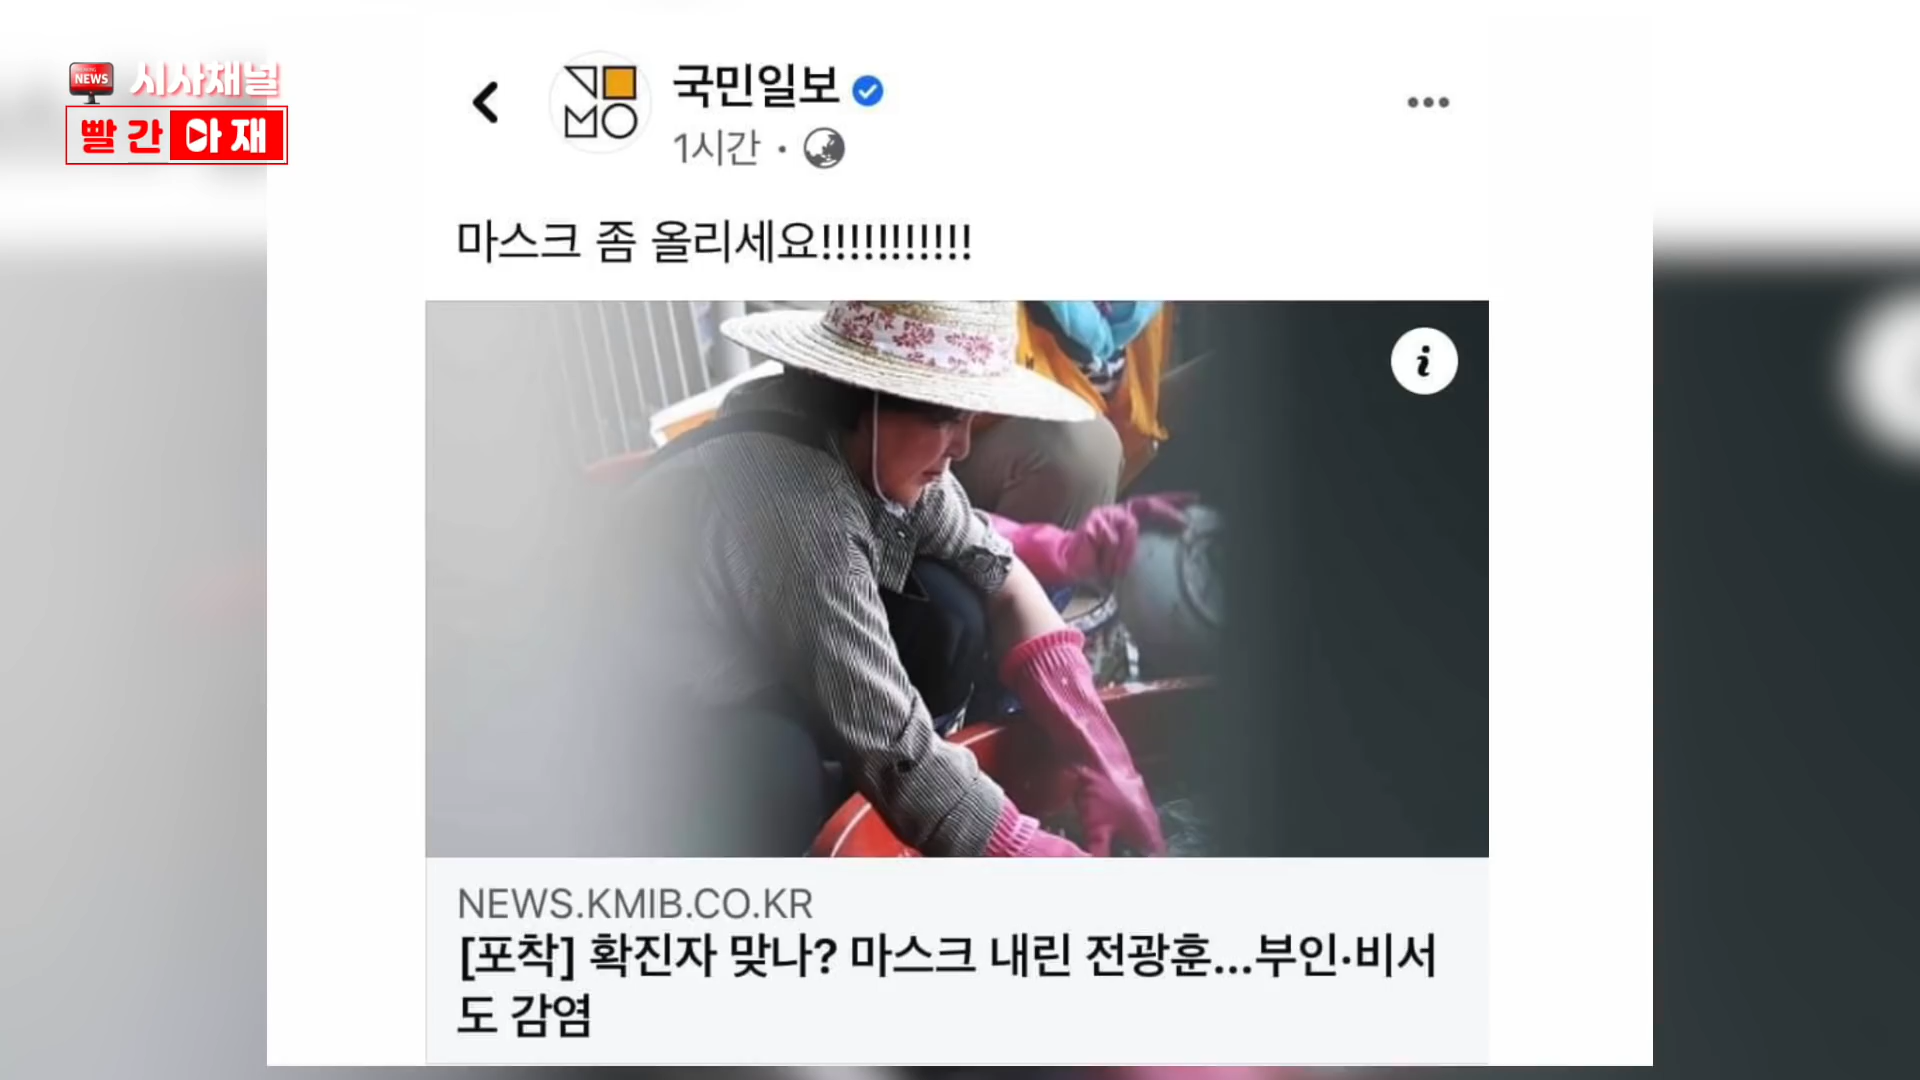 NEWS
시사채널
빨간아재
국민일보
1시간 ·
마스크 좀 올리세요!!!!!!!!!!!
NEWS.KMIB.CO.KR
[포착] 확진자 맞나? 마스크 내린 전광훈...부인·비서
도 감염